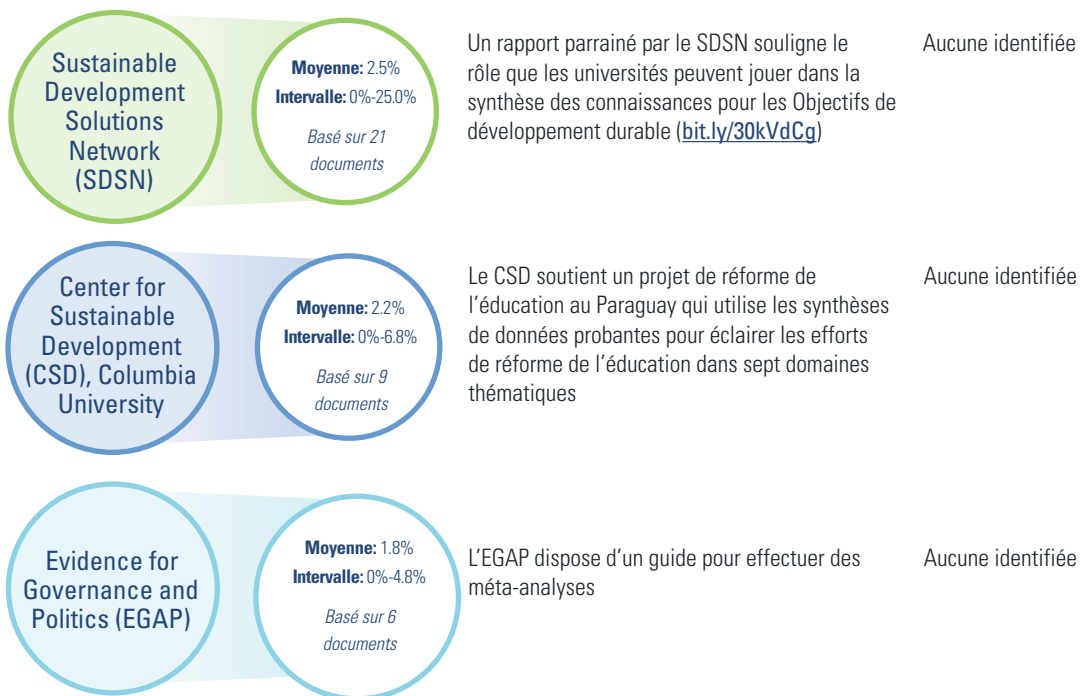 Sustainable
Development
Solutions
Network
(SDSN)
Moyenne: 2.5%
Intervalle: 0%-25.0%
Basé sur 21
documents
Un rapport parrainé par le SDSN souligne le
rôle que les universités peuvent jouer dans la
synthèse des connaissances pour les Objectifs de
développement durable (bit.ly/30kVdCg)
Aucune identifiée
Center for
Sustainable
Development
(CSD), Columbia
University
Moyenne: 2.2%
Intervalle: 0%-6.8%
Basé sur 9
documents
Le CSD soutient un projet de réforme de
l'éducation au Paraguay qui utilise les synthèses
de données probantes pour éclairer les efforts
de réforme de l'éducation dans sept domaines
thématiques
Aucune identifiée
Evidence for
Governance and
Politics (EGAP)
Moyenne: 1.8%
Intervalle: 0%-4.8%
Basé sur 6
documents
L'EGAP dispose d'un guide pour effectuer des
méta-analyses
Aucune identifiée